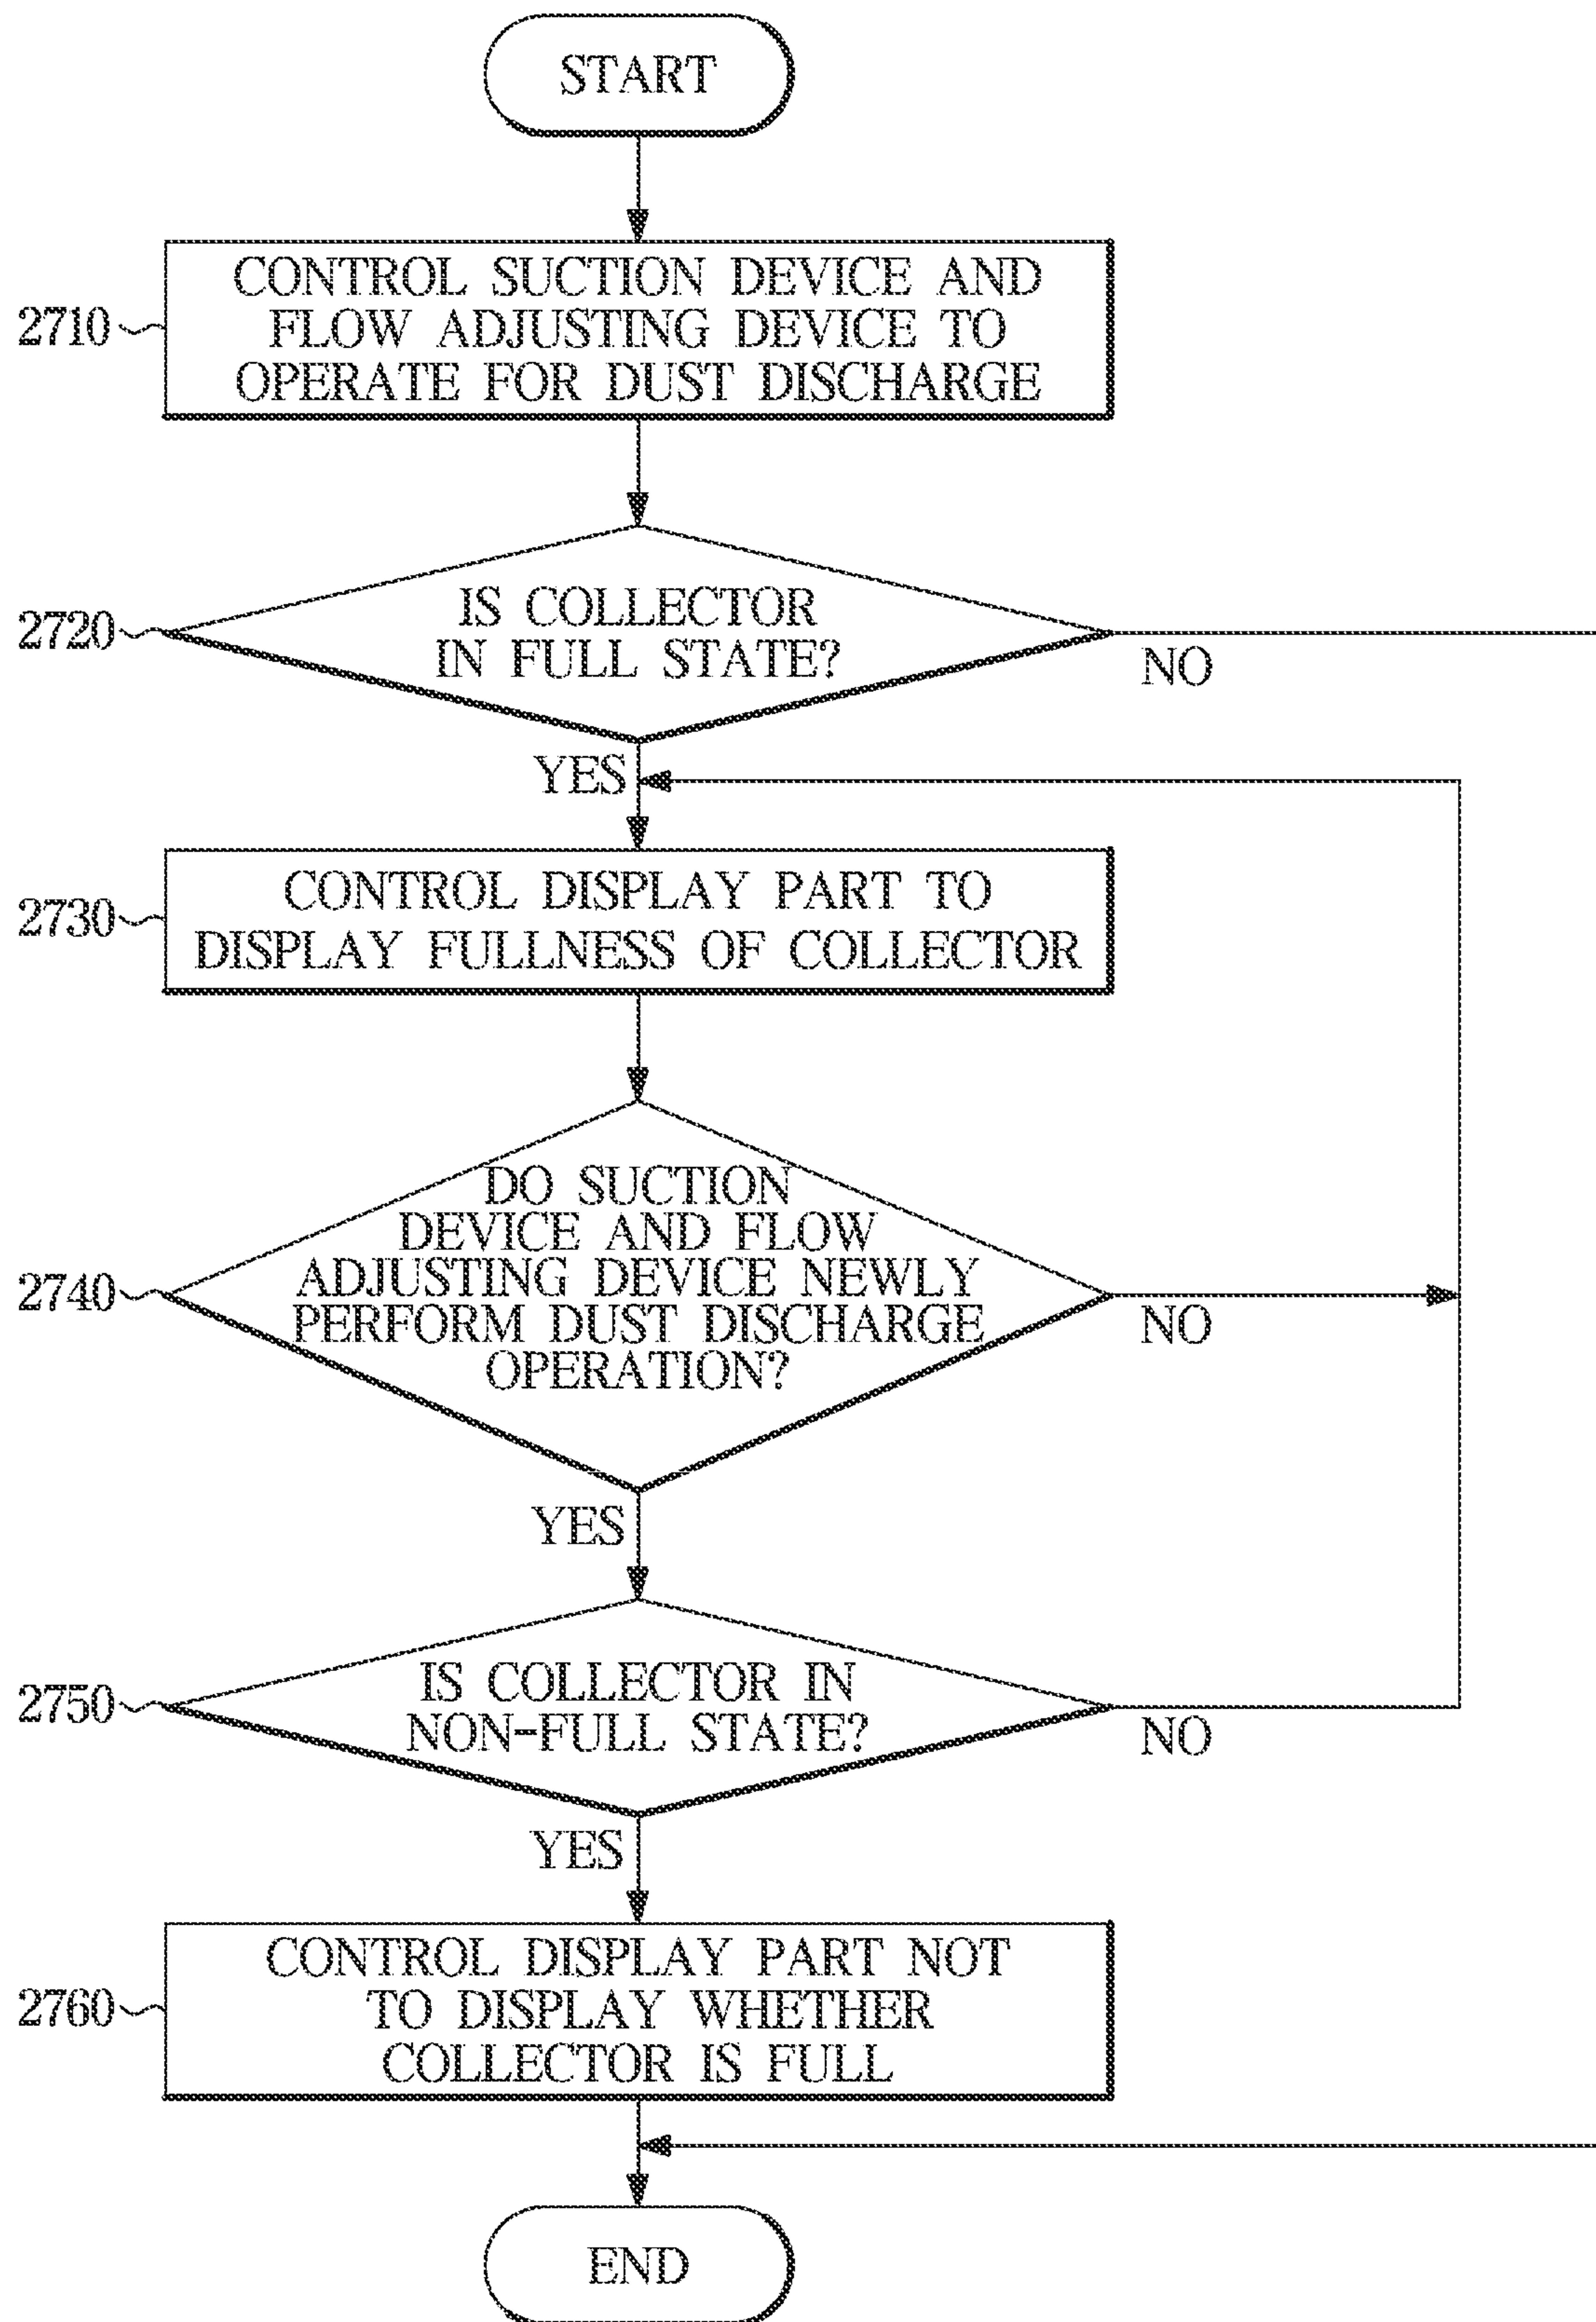 START
2710
CONTROL SUCTION DEVICE AND
FLOW ADJUSTING DEVICE TO
OPERATE FOR DUST DISCHARGE
2720
IS COLLECTOR
IN FULL STATE?
NO
YES
2730
CONTROL DISPLAY PART TO
DISPLAY FULLNESS OF COLLECTOR
2740
DO SUCTION
DEVICE AND FLOW
ADJUSTING DEVICE NEWLY
PERFORM DUST DISCHARGE
OPERATION?
NO
YES
2750
IS COLLECTOR IN
NON-FULL STATE?
NO
YES
2760
CONTROL DISPLAY PART NOT
TO DISPLAY WHETHER
COLLECTOR IS FULL
END